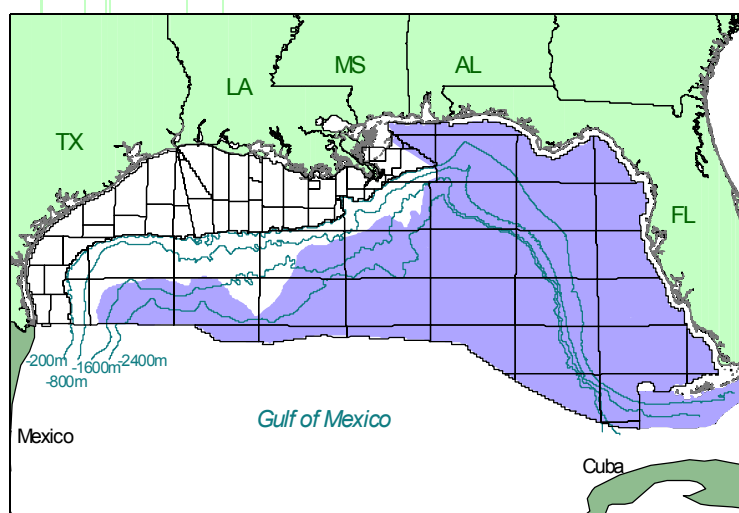 MS
AL
LA
TX
FL
-200m
-1600m
-2400m
-800m
Gulf of Mexico
Mexico
Cuba